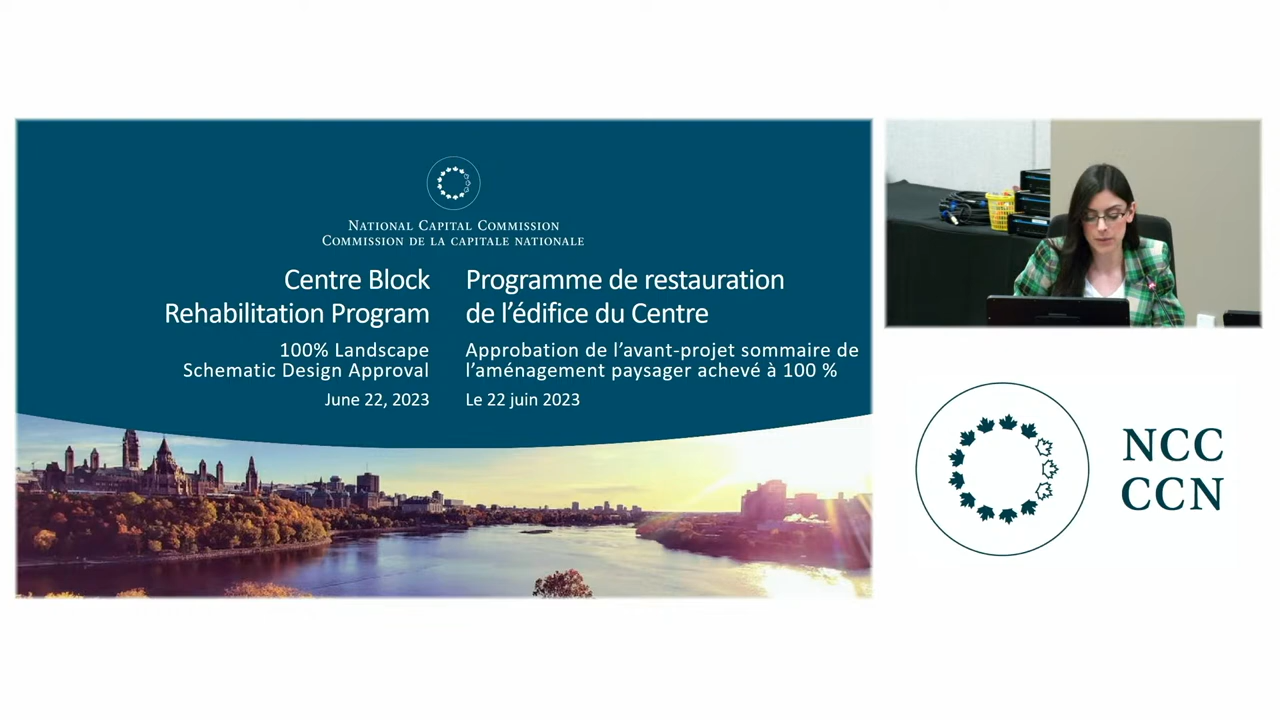 NATIONAL CAPITAL COMMISSION
COMMISSION DE LA CAPITALE NATIONALE
Centre Block
Rehabilitation Program
100% Landscape
Schematic Design Approval
June 22, 2023
Programme de restauration
de l'édifice du Centre
Approbation de l'avant-projet sommaire de
l'aménagement paysager achevé à 100 %
Le 22 juin 2023
NCC
CCN